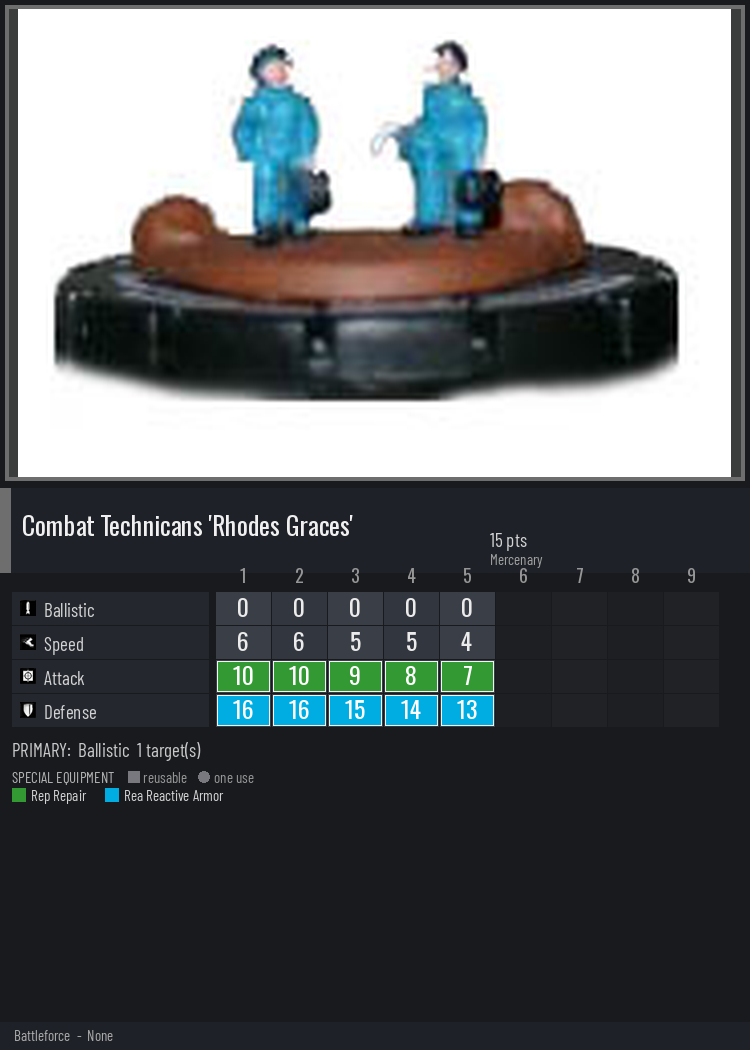 Combat Technicans 'Rhodes Graces'
15 pts
Mercenary
1 2 3 4 5 6 7 8 9
Ballistic 0 0 0 0 0
Speed 6 6 5 5 4
Attack 10 10 9 8 7
Defense 16 16 15 14 13
PRIMARY: Ballistic 1 target(s)
SPECIAL EQUIPMENT reusable one use
Rep Repair Rea Reactive Armor
Battleforce - None